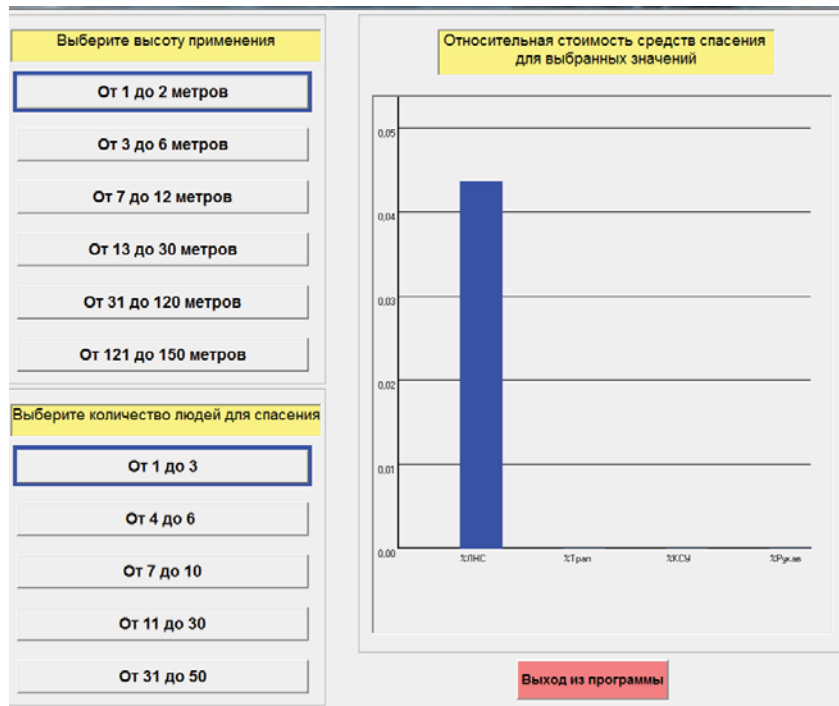 Выберите высоту применения
От 1 до 2 метров
От 3 до 6 метров
От 7 до 12 метров
От 13 до 30 метров
От 31 до 120 метров
От 121 до 150 метров
Выберите количество людей для спасения
От 1 до 3
От 4 до 6
От 7 до 10
От 11 до 30
От 31 до 50
Относительная стоимость средств спасения
для выбранных значений
0,05
0,04
0,03
0,02
0,01
0,00
%ЛНС %Трап %КСУ %Рукав
Выход из программы